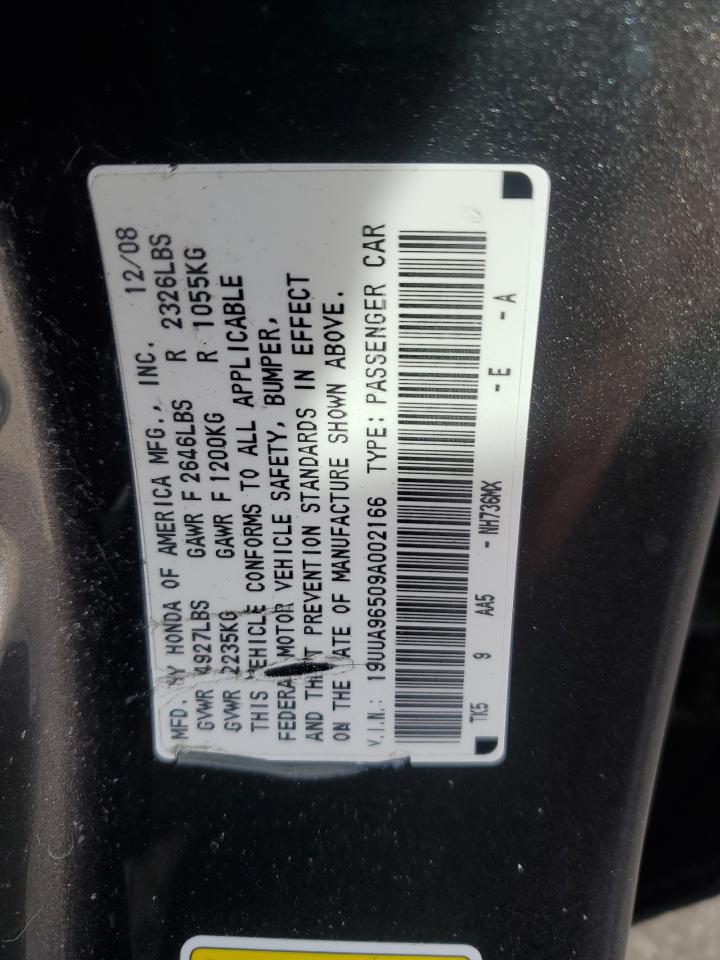 MFD. BY HONDA OF AMERICA MFG., INC. 12/08
GVWR 4927LBS GAWR F 2646LBS R 2326LBS
GVWR 2235KG GAWR F 1200KG R 1055KG
THIS VEHICLE CONFORMS TO ALL APPLICABLE
FEDERAL MOTOR VEHICLE SAFETY, BUMPER,
AND THEFT PREVENTION STANDARDS IN EFFECT
ON THE DATE OF MANUFACTURE SHOWN ABOVE.
V.I.N.: 19UUA96509A002166 TYPE: PASSENGER CAR
TK5 9 AA5 - NH736MX - E - A